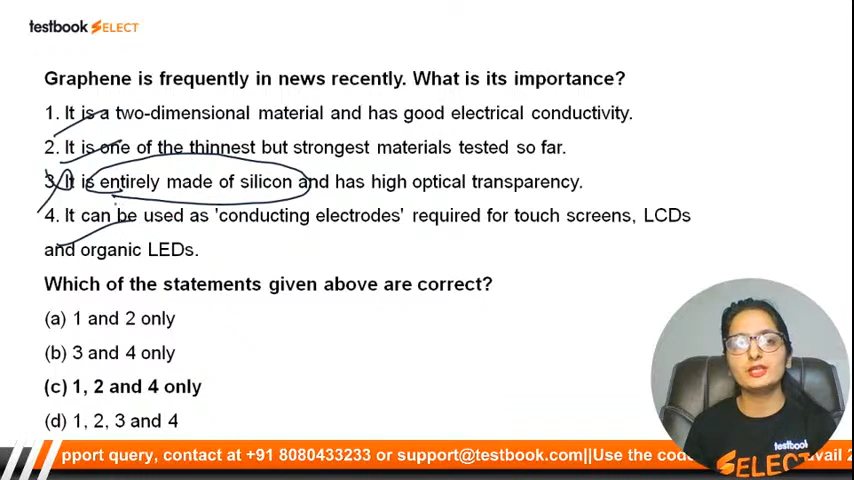 testbook SELECT
Graphene is frequently in news recently. What is its importance?
1. It is a two-dimensional material and has good electrical conductivity.
2. It is one of the thinnest but strongest materials tested so far.
3. It is entirely made of silicon and has high optical transparency.
4. It can be used as 'conducting electrodes' required for touch screens, LCDs
and organic LEDs.
Which of the statements given above are correct?
(a) 1 and 2 only
(b) 3 and 4 only
(c) 1, 2 and 4 only
(d) 1, 2, 3 and 4
testbook
SELECT
pport query, contact at +91 8080433233 or support@testbook.com||Use the cod